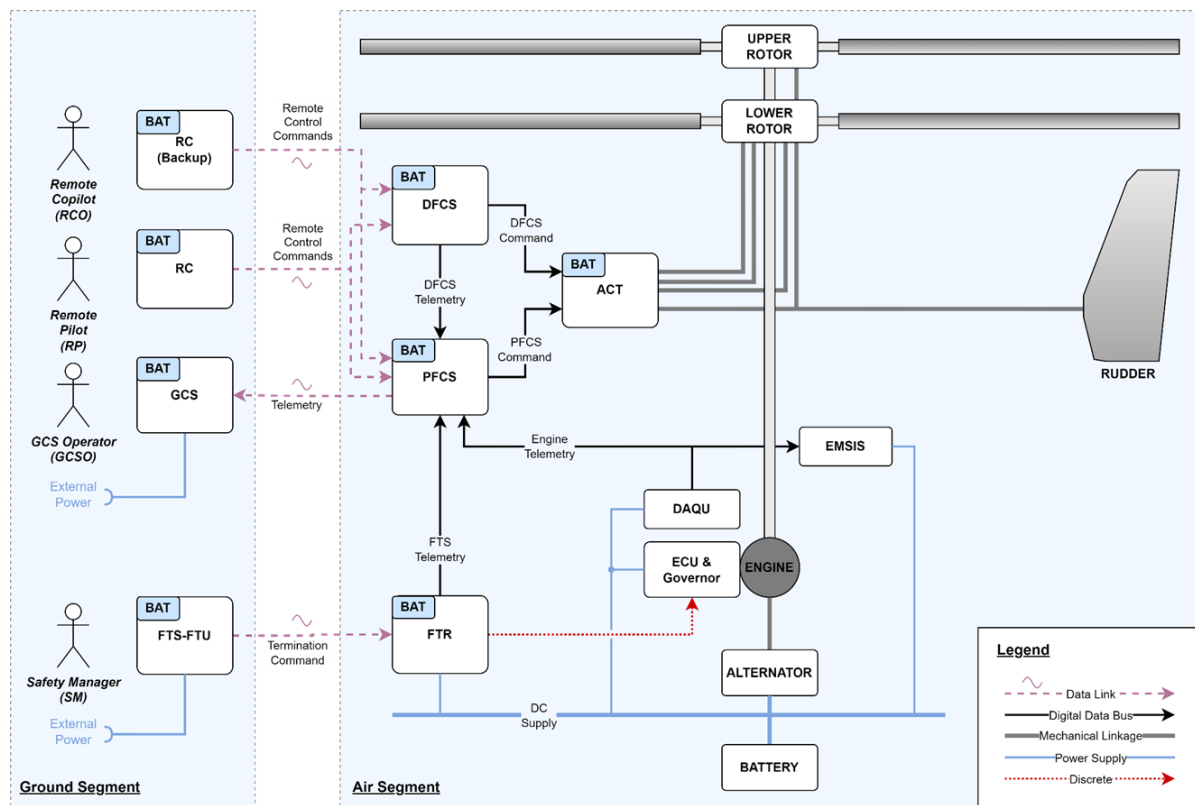 UPPER
ROTOR
LOWER
ROTOR
Remote
Copilot
(RCO)
BAT
RC
(Backup)
Remote
Control
Commands
BAT
DFCS
DFCS
Command
Remote
Pilot
(RP)
BAT
RC
Remote
Control
Commands
DFCS
Telemetry
BAT
ACT
BAT
PFCS
PFCS
Command
RUDDER
GCS Operator
(GCSO)
BAT
GCS
Telemetry
External
Power
Engine
Telemetry
EMSIS
DAQU
FTS
Telemetry
ECU &
Governor
ENGINE
Safety Manager
(SM)
BAT
FTS-FTU
Termination
Command
BAT
FTR
External
Power
ALTERNATOR
DC
Supply
BATTERY
Legend
Data Link
Digital Data Bus
Mechanical Linkage
Power Supply
Discrete
Ground Segment
Air Segment